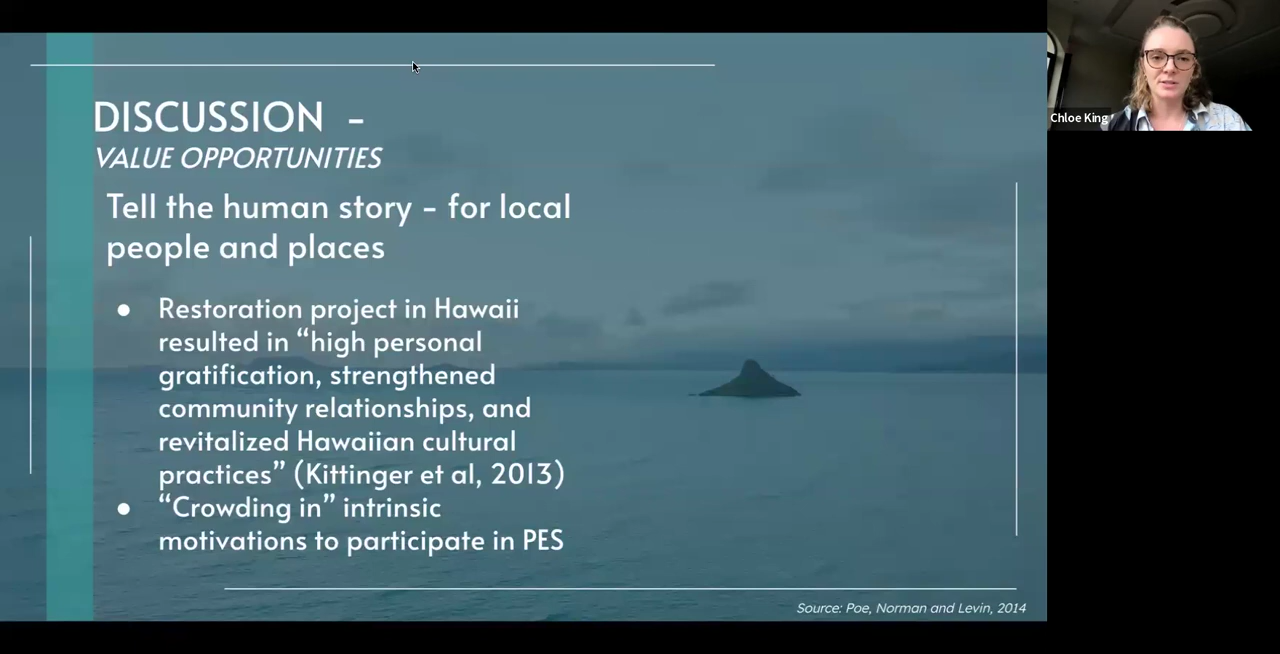 DISCUSSION -
VALUE OPPORTUNITIES
Tell the human story - for local
people and places
● Restoration project in Hawaii
resulted in “high personal
gratification, strengthened
community relationships, and
revitalized Hawaiian cultural
practices” (Kittinger et al, 2013)
● “Crowding in” intrinsic
motivations to participate in PES
Source: Poe, Norman and Levin, 2014
Chloe King